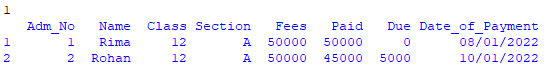 1
Adm_No Name Class Section Fees Paid Due Date_of_Payment
1 1 Rima 12 A 50000 50000 0 08/01/2022
2 2 Rohan 12 A 50000 45000 5000 10/01/2022